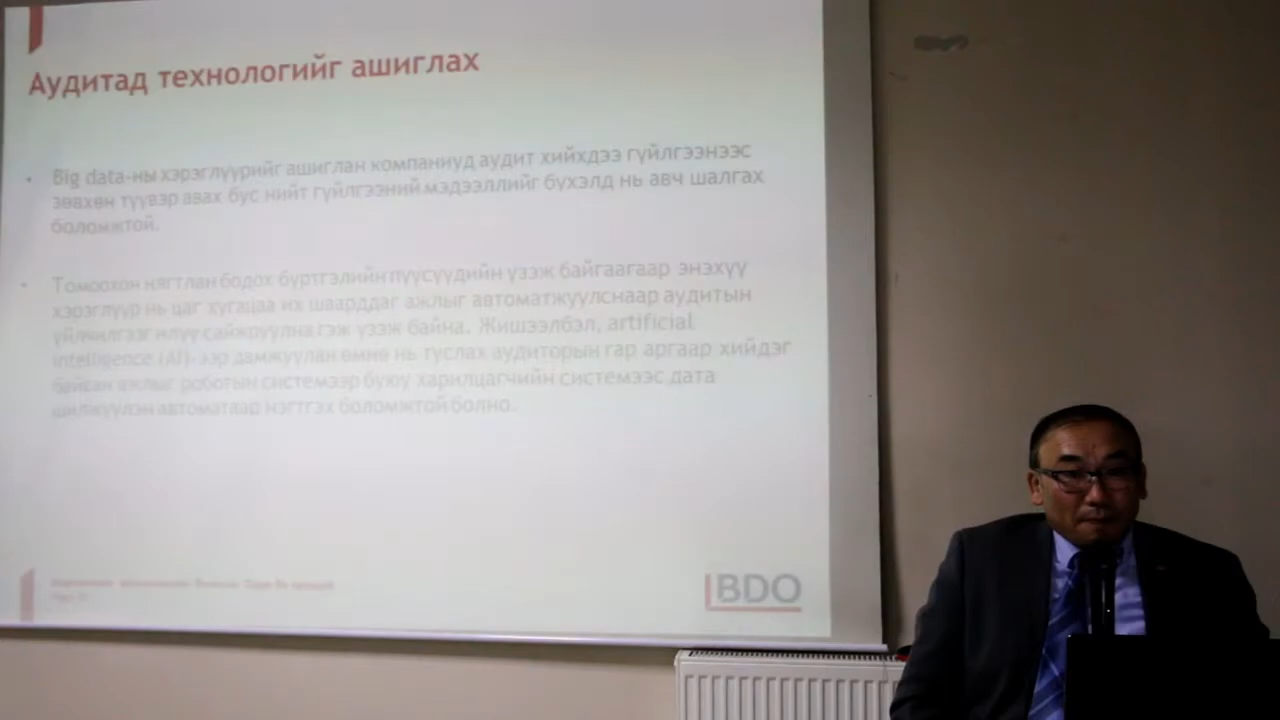 Аудитад технологийг ашиглах
Big data-ны хэрэглүүрийг ашиглан компаниуд аудит хийхдээ гүйлгээнээс
зөвхөн түүвэр авах бус нийт гүйлгээний мэдээллийг бүхэлд нь авч шалгах
боломжтой.
Томоохон нягтлан бодох бүртгэлийн пүүсүүдийн үзэж байгаагаар энэхүү
хэрэглүүр нь цаг хугацаа их шаарддаг ажлыг автоматжуулснаар аудитын
үйлчилгээг илүү сайжруулна гэж үзэж байна. Жишээлбэл, artificial
intelligence (AI)-ээр дамжуулан өмнө нь туслах аудиторын гар аргаар хийдэг
байсан ажлыг роботын системээр буюу харилцагчийн системээс дата
шилжүүлэн автоматаар нэгтгэх боломжтой болно.
BDO